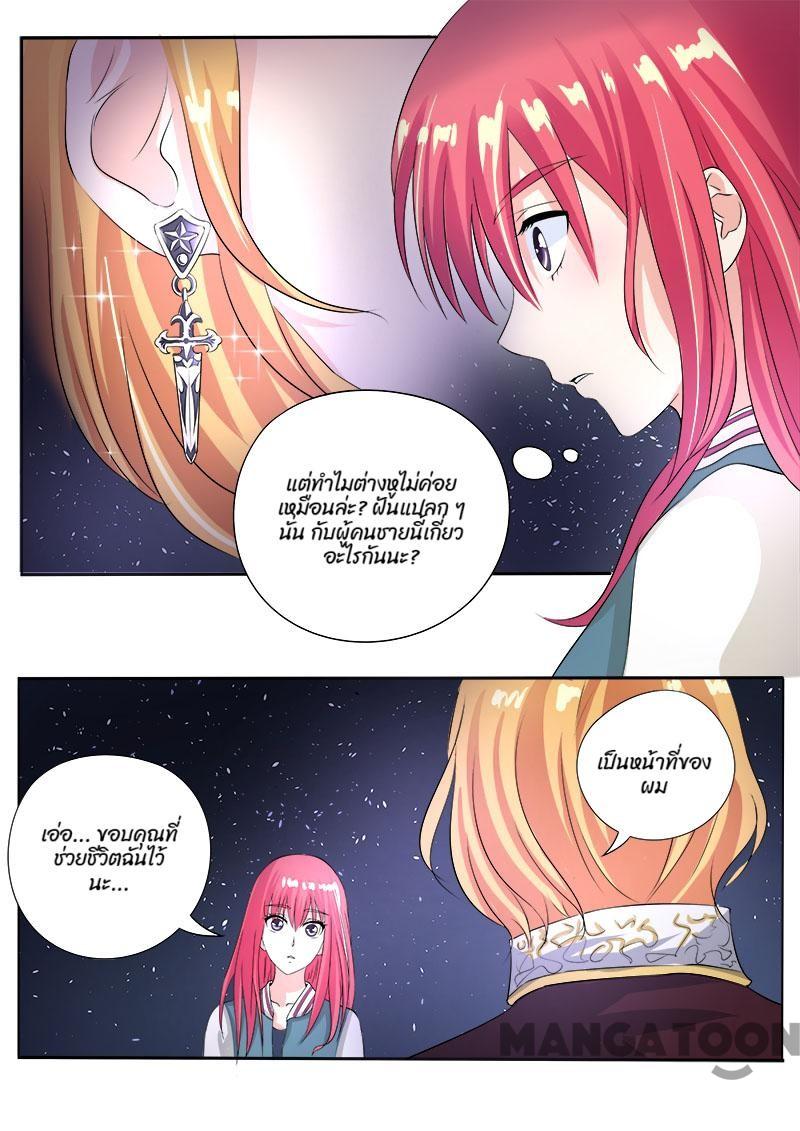 แต่ทำไมต่างหูไม่ค่อย
เหมือนล่ะ? ฝันแปลก ๆ
นั่น กับผู้คนชายนี้เกี่ยว
อะไรกันนะ?
เป็นหน้าที่ของ
ผม
เอ่อ... ขอบคุณที่
ช่วยชีวิตฉันไว้
นะ...
MANGATOON